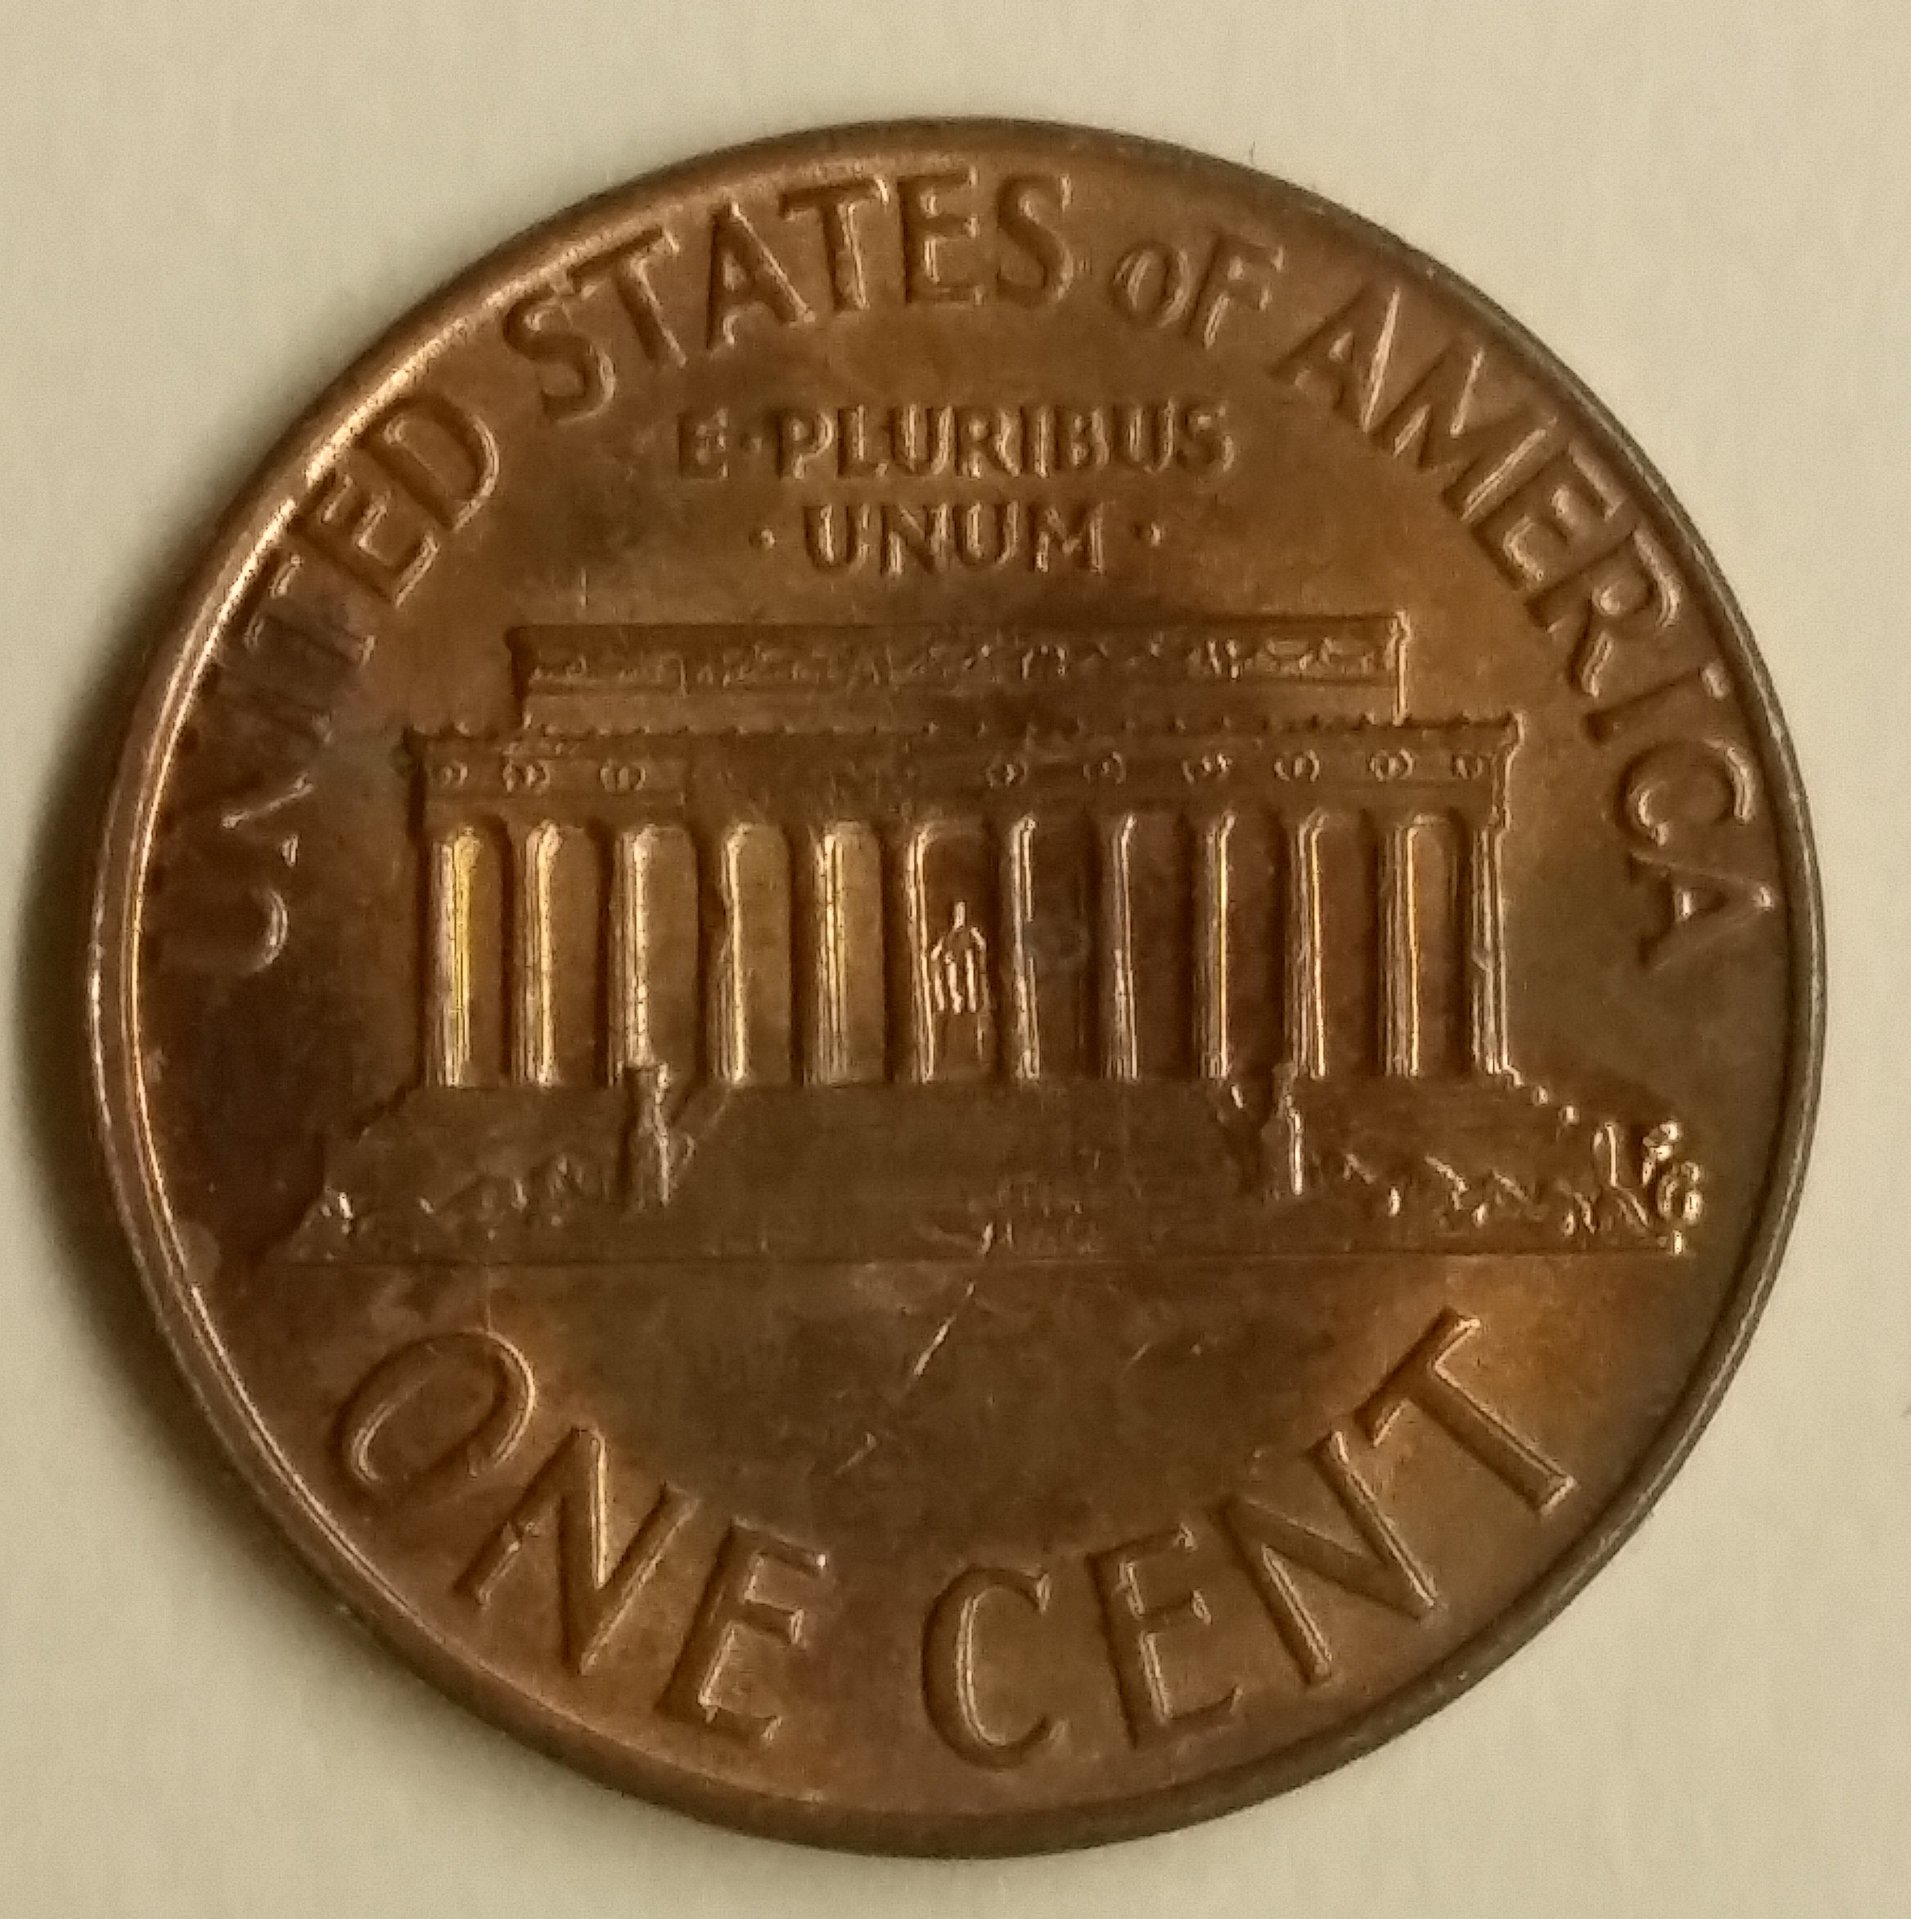 UNITED STATES OF AMERICA
E·PLURIBUS
·UNUM·
ONE CENT